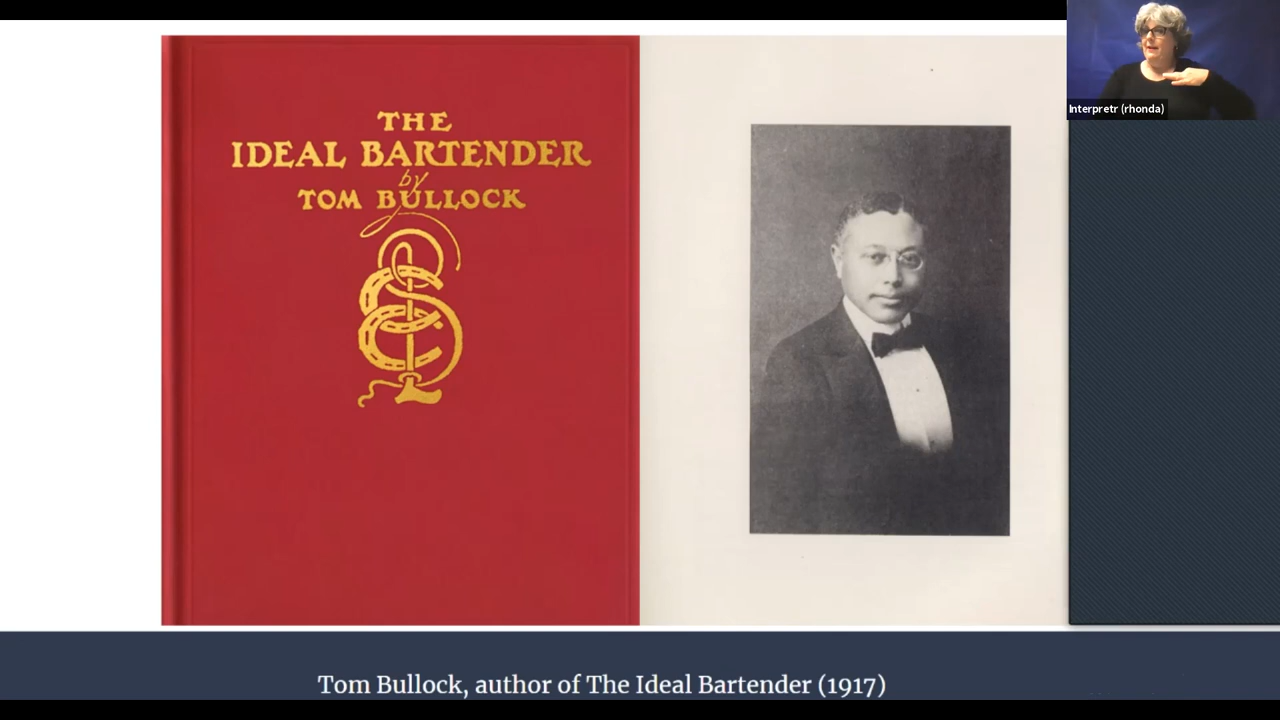 THE
IDEAL BARTENDER
by
TOM BULLOCK
Interpretr (rhonda)
Tom Bullock, author of The Ideal Bartender (1917)